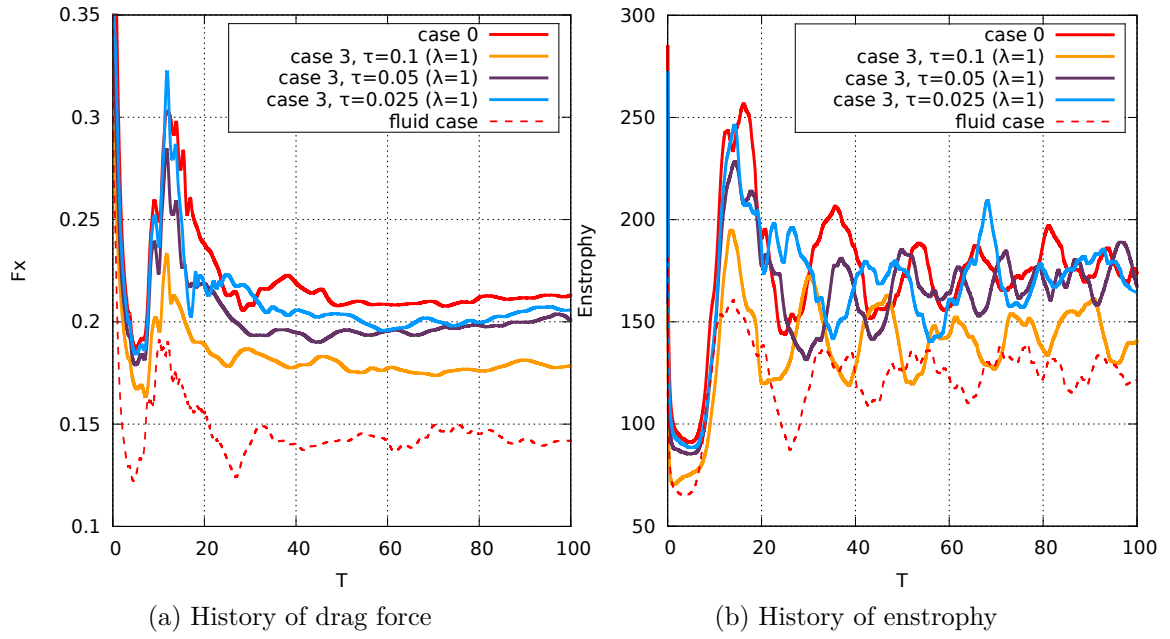 case 0
case 3, τ=0.1 (λ=1)
case 3, τ=0.05 (λ=1)
case 3, τ=0.025 (λ=1)
fluid case
0.35
0.3
0.25
0.2
0.15
0.1
Fx
0 20 40 60 80 100
T
(a) History of drag force
case 0
case 3, τ=0.1 (λ=1)
case 3, τ=0.05 (λ=1)
case 3, τ=0.025 (λ=1)
fluid case
300
250
200
150
100
50
Enstrophy
0 20 40 60 80 100
T
(b) History of enstrophy